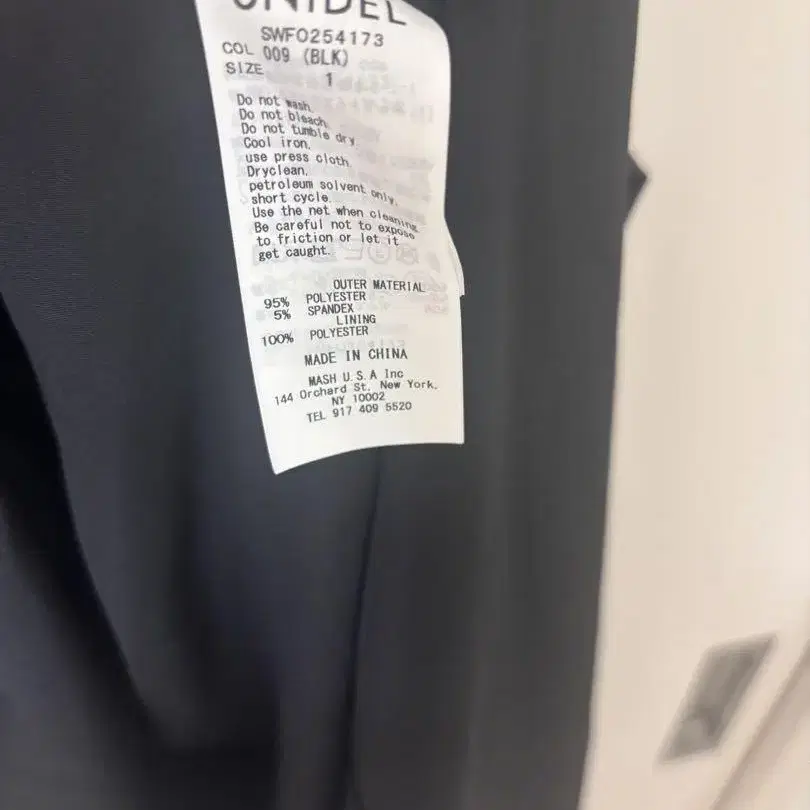 UNIDEL
SWFO254173
COL 009 (BLK)
SIZE 1
Do not wash.
Do not bleach.
Do not tumble dry.
Cool iron.
use press cloth.
Dryclean.
petroleum solvent only.
short cycle.
Use the net when cleaning.
Be careful not to expose
to friction or let it
get caught.
OUTER MATERIAL
95% POLYESTER
5% SPANDEX
LINING
100% POLYESTER
MADE IN CHINA
MASH U.S.A Inc
144 Orchard St. New York.
NY 10002
TEL 917 409 5520